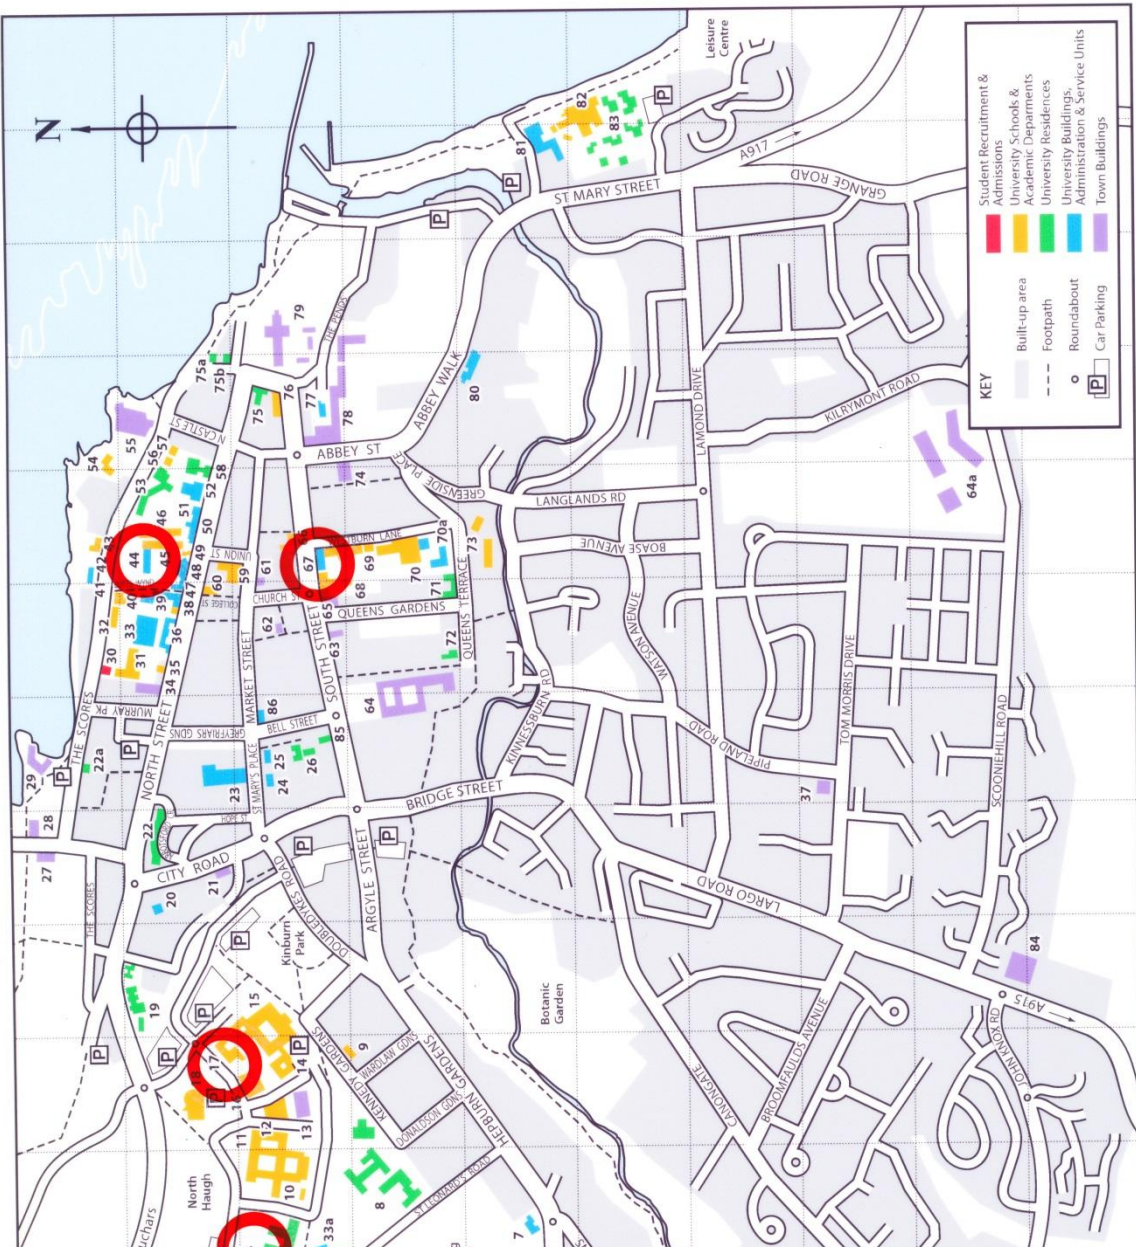 N
Leisure
Centre
KEY
Built-up area
Footpath
Roundabout
P
Car Parking
Student Recruitment &
Admissions
University Schools &
Academic Deparments
University Residences
University Buildings,
Administration & Service Units
Town Buildings
THE SCORES
THE SCORES
NORTH STREET
MARKET STREET
SOUTH STREET
MURRAY PK
GREYFRIARS GDNS
BELL STREET
ST MARY'S PLACE
HOPE ST
CITY ROAD
DOUBLEDYKES ROAD
ARGYLE STREET
BRIDGE STREET
KINNESSBURN RD
N CASTLE ST
UNION ST
COLLEGE ST
CHURCH ST
QUEENS GARDENS
QUEENS TERRACE
GREENSIDE PLACE
ABBEY ST
ABBEY WALK
THE PENDS
ST MARY STREET
A917
GRANGE ROAD
LAMOND DRIVE
KILRYMONT ROAD
LANGLANDS RD
BOASE AVENUE
WATSON AVENUE
PIPELAND ROAD
TOM MORRIS DRIVE
SCOONIEHILL ROAD
LARGO ROAD
A915
JOHN KNOX RD
BROOMFAULDS AVENUE
CANONGATE
HEPBURN GARDENS
KENNEDY GARDENS
WARDLAW GDNS
DONALDSON GDNS
ST LEONARD'S ROAD
Kinburn
Park
Botanic
Garden
North
Haugh
7
8
9
10
11
12
13
14
15
17
19
20
21
22
22a
23
24
25
26
27
28
29
30
31
32
33
33a
34
35
36
37
38
39
40
41
42
43
44
45
46
47
48
49
50
51
52
53
54
55
56
57
58
59
60
61
62
63
64
64a
65
66
67
68
69
70
70a
71
72
73
74
75
75a
75b
76
77
78
79
80
81
82
83
84
85
86
P
P
P
P
P
P
P
P
P
P
P
P
P